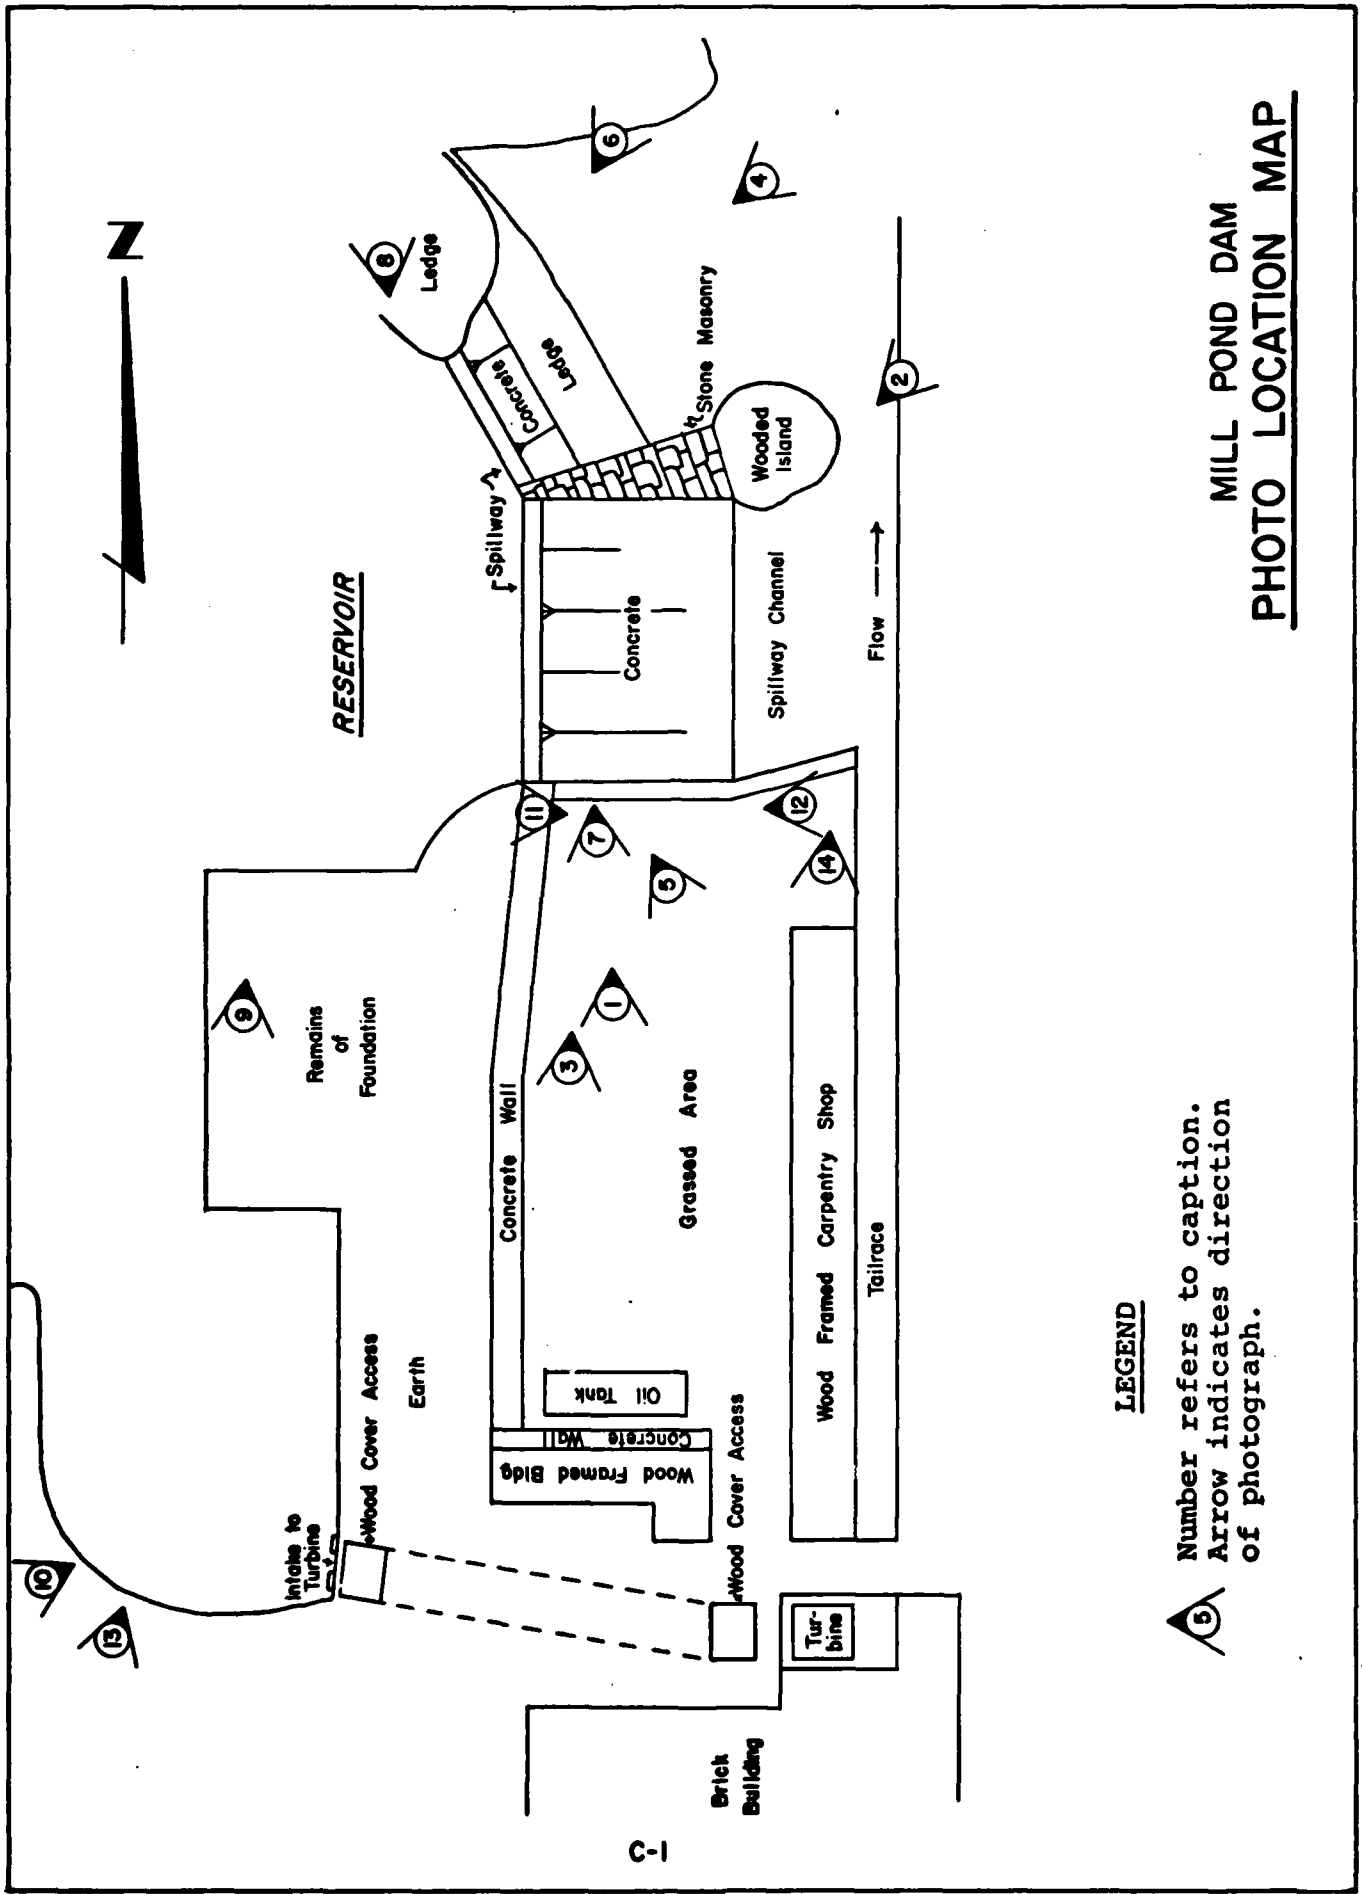 N
RESERVOIR
Intake to
Turbine
Wood Cover Access
Earth
Remains
of
Foundation
Spillway
Ledge
Concrete
Ledge
Stone Masonry
Wooded
Island
Concrete
Spillway Channel
Flow
Concrete Wall
Grassed Area
Oil
Tank
Concrete Wall
Wood Framed Bldg
Wood Cover Access
Wood Framed Carpentry Shop
Tailrace
Tur-
bine
Brick
Building
10
13
9
3
1
5
7
11
12
14
8
6
4
2
LEGEND
5
Number refers to caption.
Arrow indicates direction
of photograph.
MILL POND DAM
PHOTO LOCATION MAP
C-1